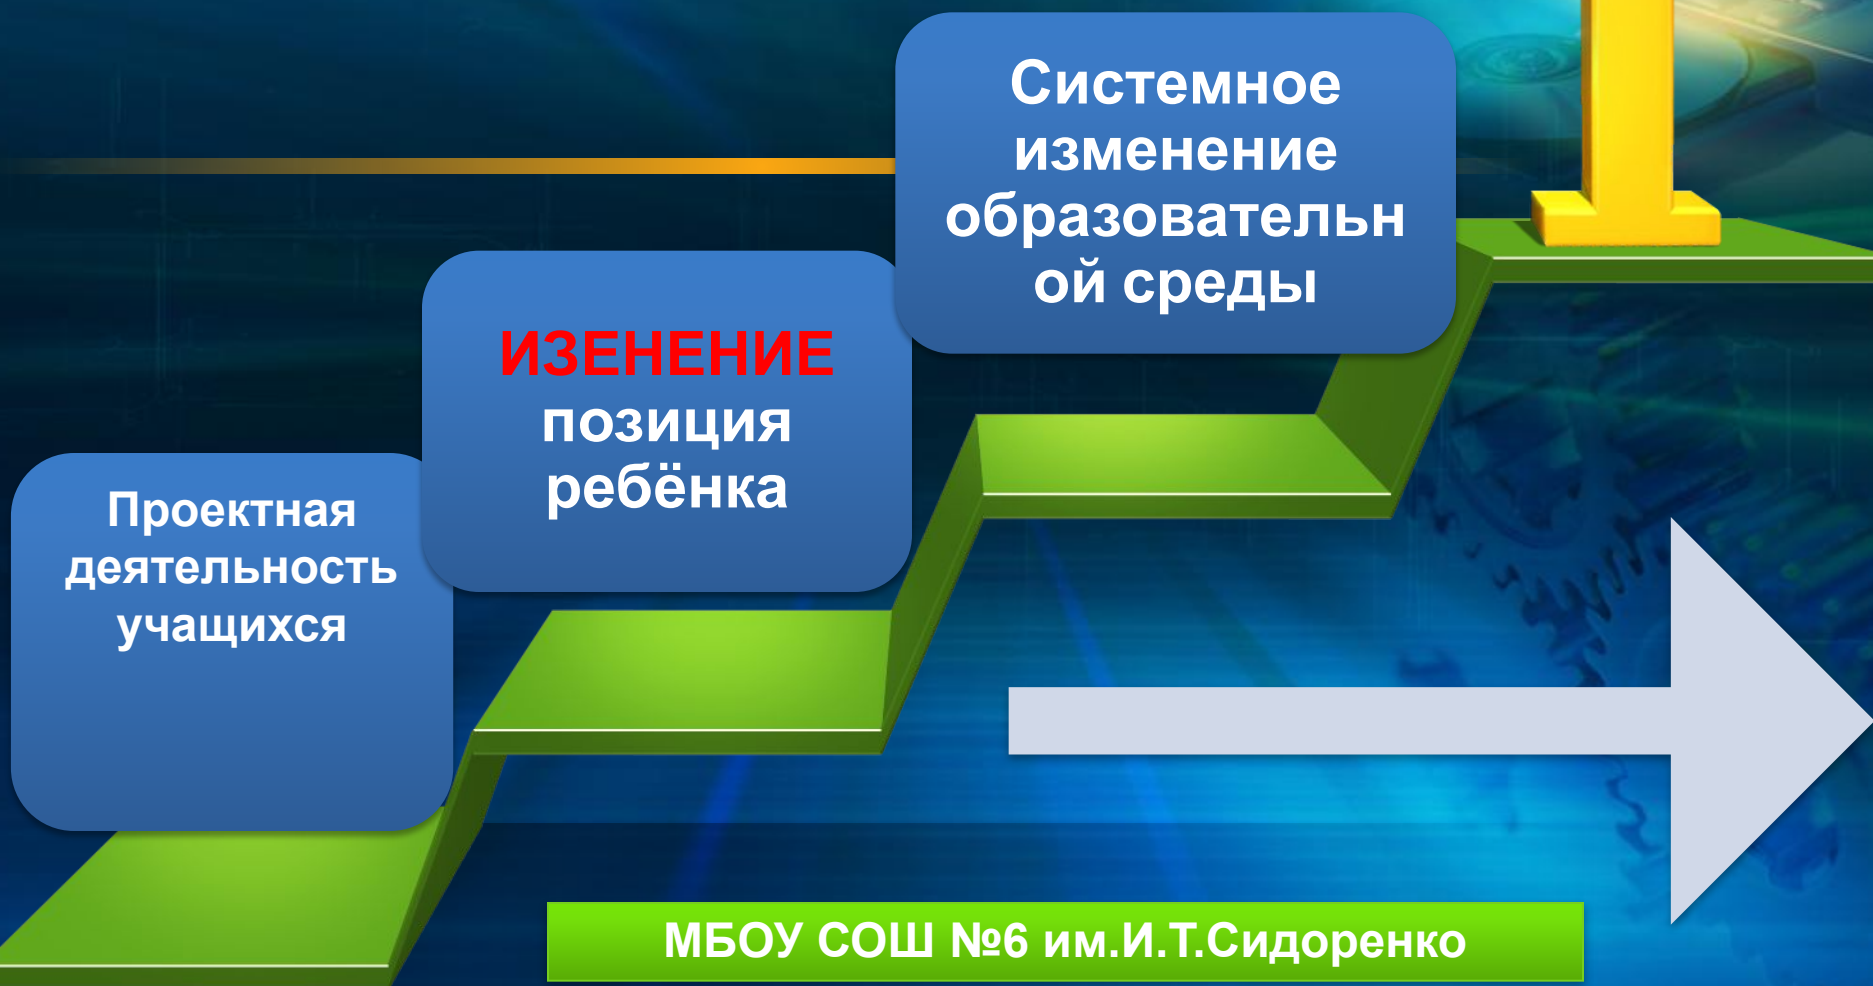 Системное
изменение
образовательн
ой среды
ИЗЕНЕНИЕ
позиция
ребёнка
Проектная
деятельность
учащихся
МБОУ СОШ №6 им.И.Т.Сидоренко